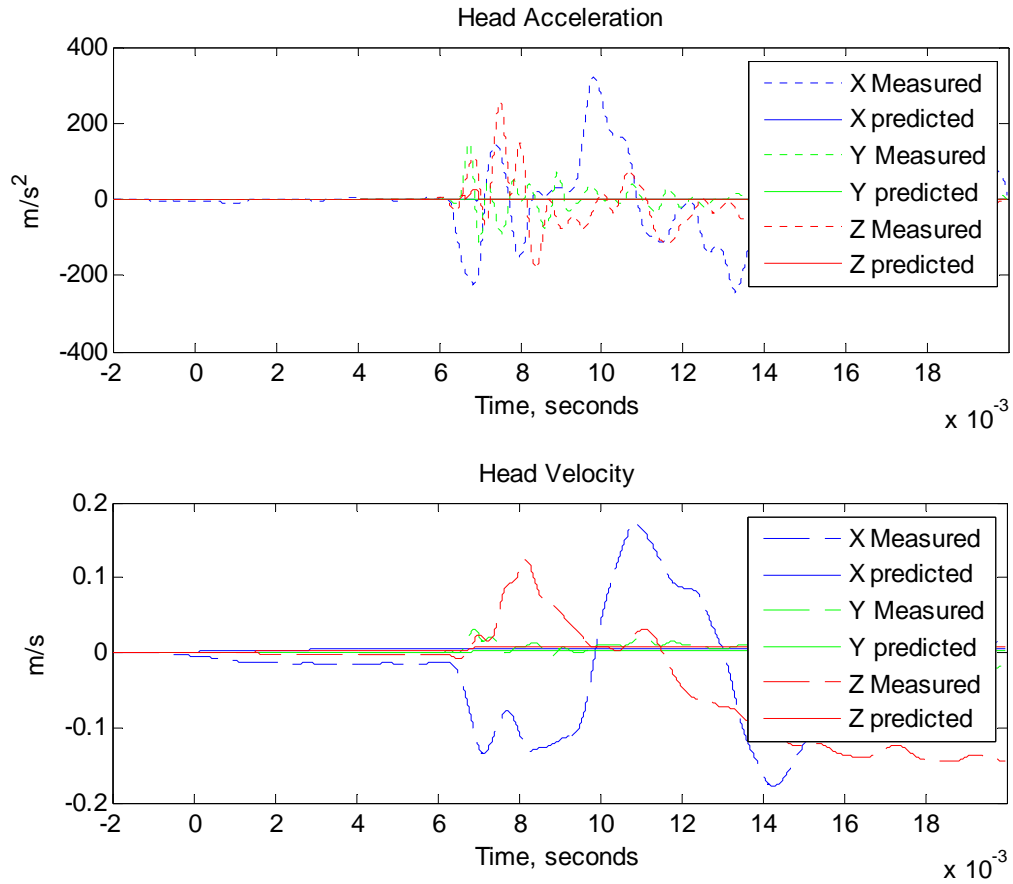 Head Acceleration
400
200
0
-200
-400
m/s2
-2 0 2 4 6 8 10 12 14 16 18
Time, seconds
x 10-3
X Measured
X predicted
Y Measured
Y predicted
Z Measured
Z predicted
Head Velocity
0.2
0.1
0
-0.1
-0.2
m/s
-2 0 2 4 6 8 10 12 14 16 18
Time, seconds
x 10-3
X Measured
X predicted
Y Measured
Y predicted
Z Measured
Z predicted